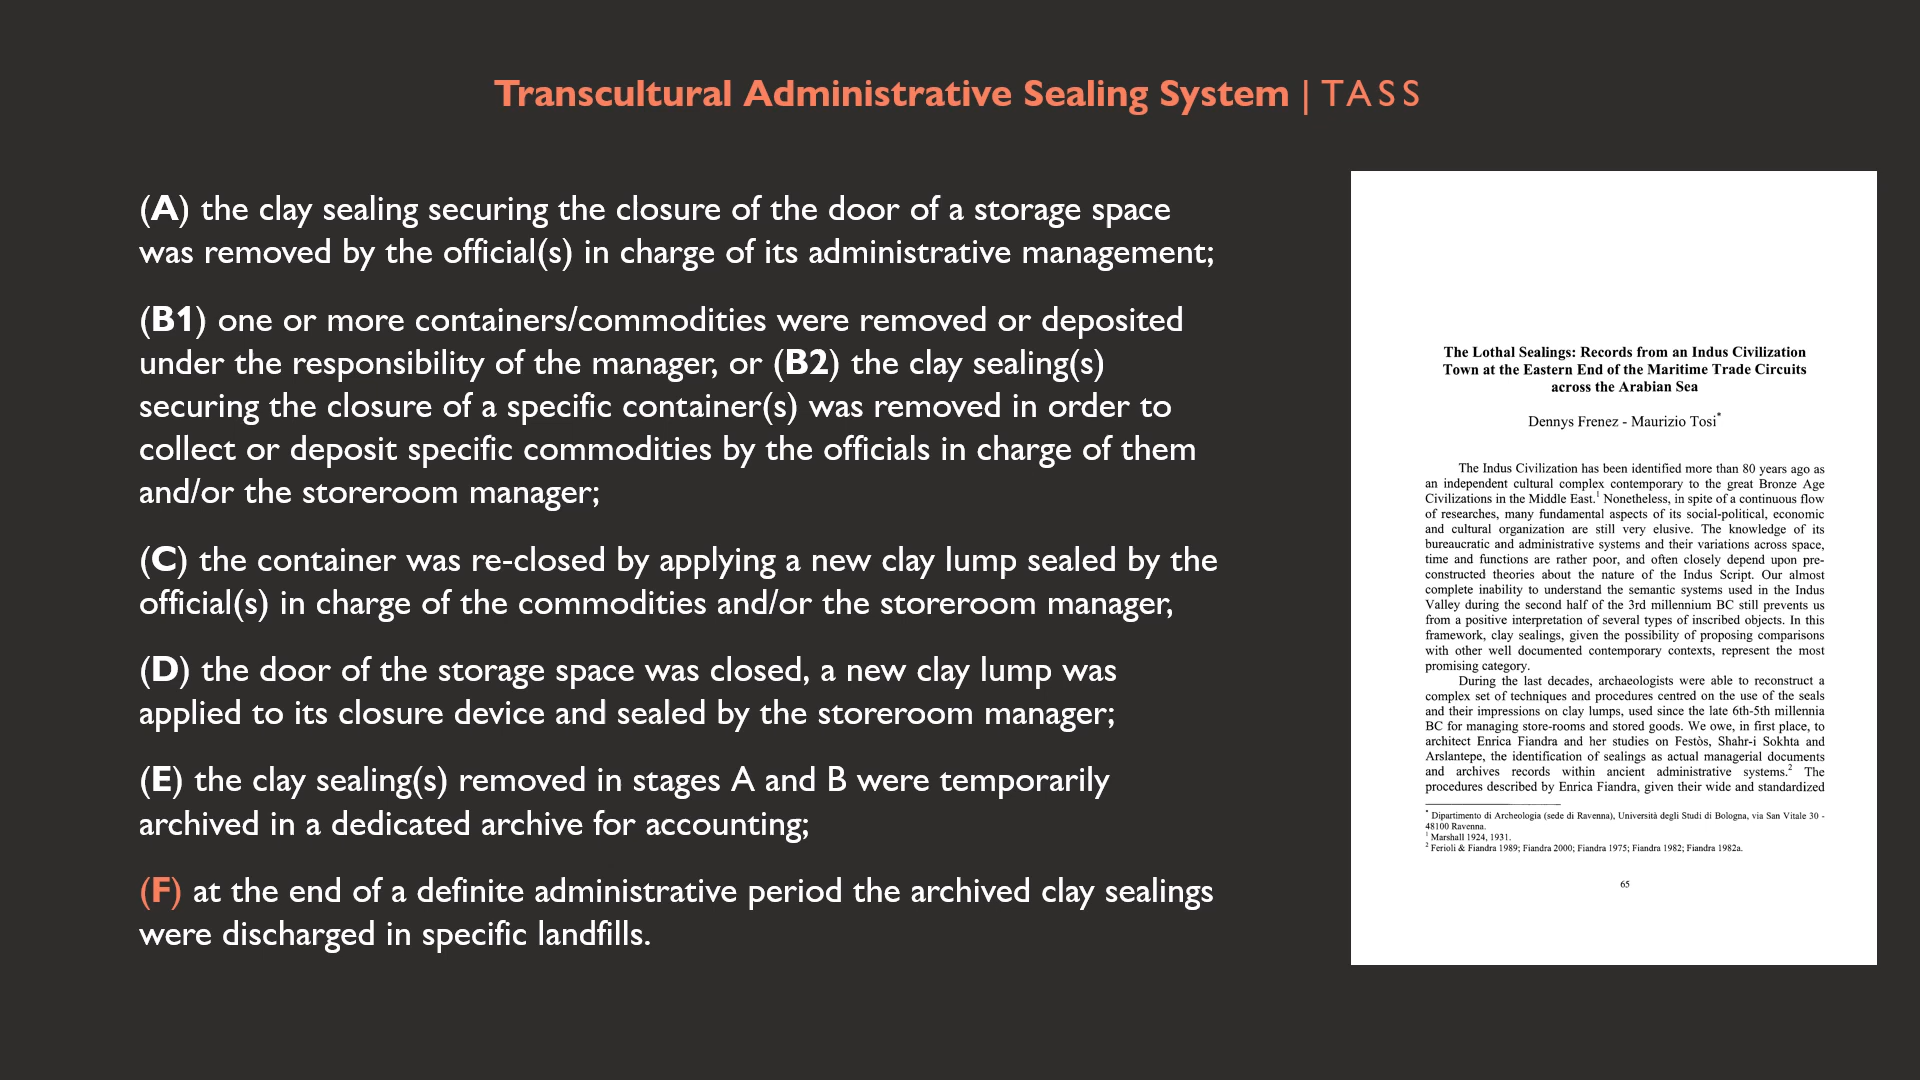 Transcultural Administrative Sealing System | TASS
(A) the clay sealing securing the closure of the door of a storage space
was removed by the official(s) in charge of its administrative management;
(B1) one or more containers/commodities were removed or deposited
under the responsibility of the manager, or (B2) the clay sealing(s)
securing the closure of a specific container(s) was removed in order to
collect or deposit specific commodities by the officials in charge of them
and/or the storeroom manager;
(C) the container was re-closed by applying a new clay lump sealed by the
official(s) in charge of the commodities and/or the storeroom manager,
(D) the door of the storage space was closed, a new clay lump was
applied to its closure device and sealed by the storeroom manager;
(E) the clay sealing(s) removed in stages A and B were temporarily
archived in a dedicated archive for accounting;
(F) at the end of a definite administrative period the archived clay sealings
were discharged in specific landfills.
The Lothal Sealings: Records from an Indus Civilization
Town at the Eastern End of the Maritime Trade Circuits
across the Arabian Sea
Dennys Frenez - Maurizio Tosi*
The Indus Civilization has been identified more than 80 years ago as
an independent cultural complex contemporary to the great Bronze Age
Civilizations in the Middle East.1 Nonetheless, in spite of a continuous flow
of researches, many fundamental aspects of its social-political, economic
and cultural organization are still very elusive. The knowledge of its
bureaucratic and administrative systems and their variations across space,
time and functions are rather poor, and often closely depend upon pre-
constructed theories about the nature of the Indus Script. Our almost
complete inability to understand the semantic systems used in the Indus
Valley during the second half of the 3rd millennium BC still prevents us
from a positive interpretation of several types of inscribed objects. In this
framework, clay sealings, given the possibility of proposing comparisons
with other well documented contemporary contexts, represent the most
promising category.
During the last decades, archaeologists were able to reconstruct a
complex set of techniques and procedures centred on the use of the seals
and their impressions on clay lumps, used since the late 6th-5th millennia
BC for managing store-rooms and stored goods. We owe, in first place, to
architect Enrica Fiandra and her studies on Festòs, Shahr-i Sokhta and
Arslantepe, the identification of sealings as actual managerial documents
and archives records within ancient administrative systems.2 The
procedures described by Enrica Fiandra, given their wide and standardized
* Dipartimento di Archeologia (sede di Ravenna), Università degli Studi di Bologna, via San Vitale 30 -
48100 Ravenna.
1 Marshall 1924, 1931.
2 Ferioli & Fiandra 1989; Fiandra 2000; Fiandra 1975; Fiandra 1982; Fiandra 1982a.
65